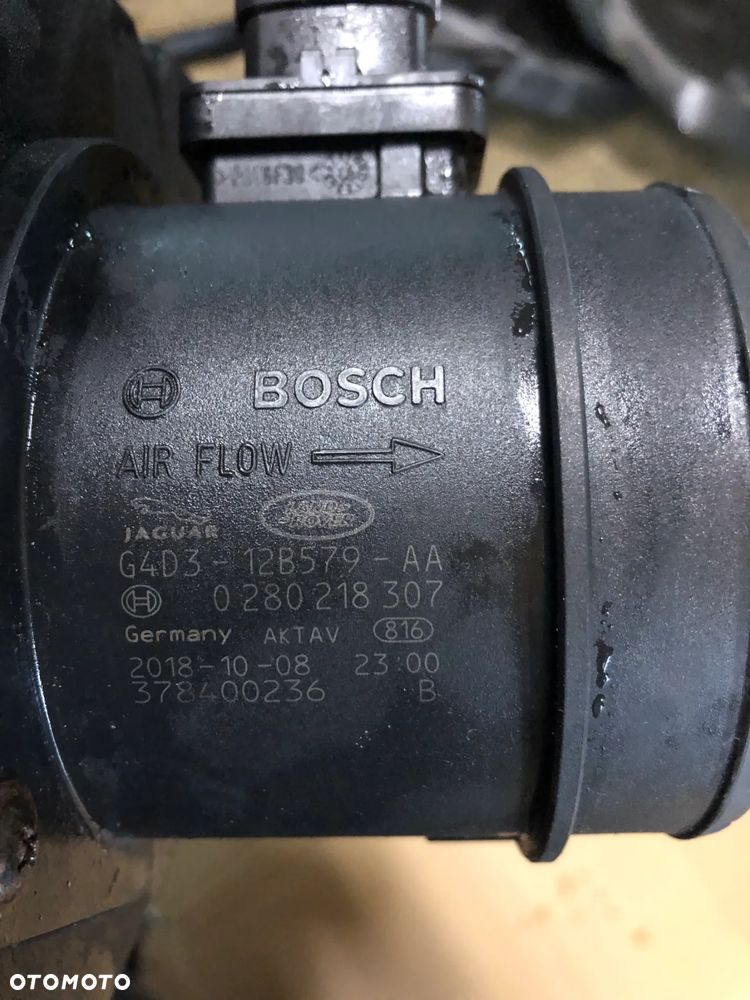 BOSCH
AIR FLOW
JAGUAR
LAND ROVER
G4D3-12B579-AA
0 280 218 307
Germany AKTAV 816
2018-10-08 23:00
378400236 B
OTOMOTO